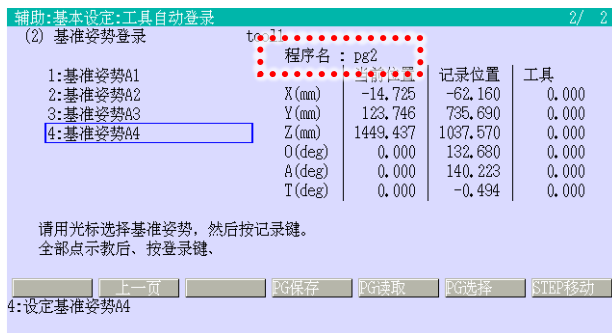 辅助:基本设定:工具自动登录 2/ 2
(2) 基准姿势登录 tool1
程序名 : pg2
当前位置 记录位置 工具
1:基准姿势A1
2:基准姿势A2 X(mm) -14.725 -62.160 0.000
3:基准姿势A3 Y(mm) 123.746 735.690 0.000
4:基准姿势A4 Z(mm) 1449.437 1037.570 0.000
O(deg) 0.000 132.680 0.000
A(deg) 0.000 140.223 0.000
T(deg) 0.000 -0.494 0.000
请用光标选择基准姿势，然后按记录键。
全部点示教后、按登录键、
上一页 PG保存 PG读取 PG选择 STEP移动
4:设定基准姿势A4